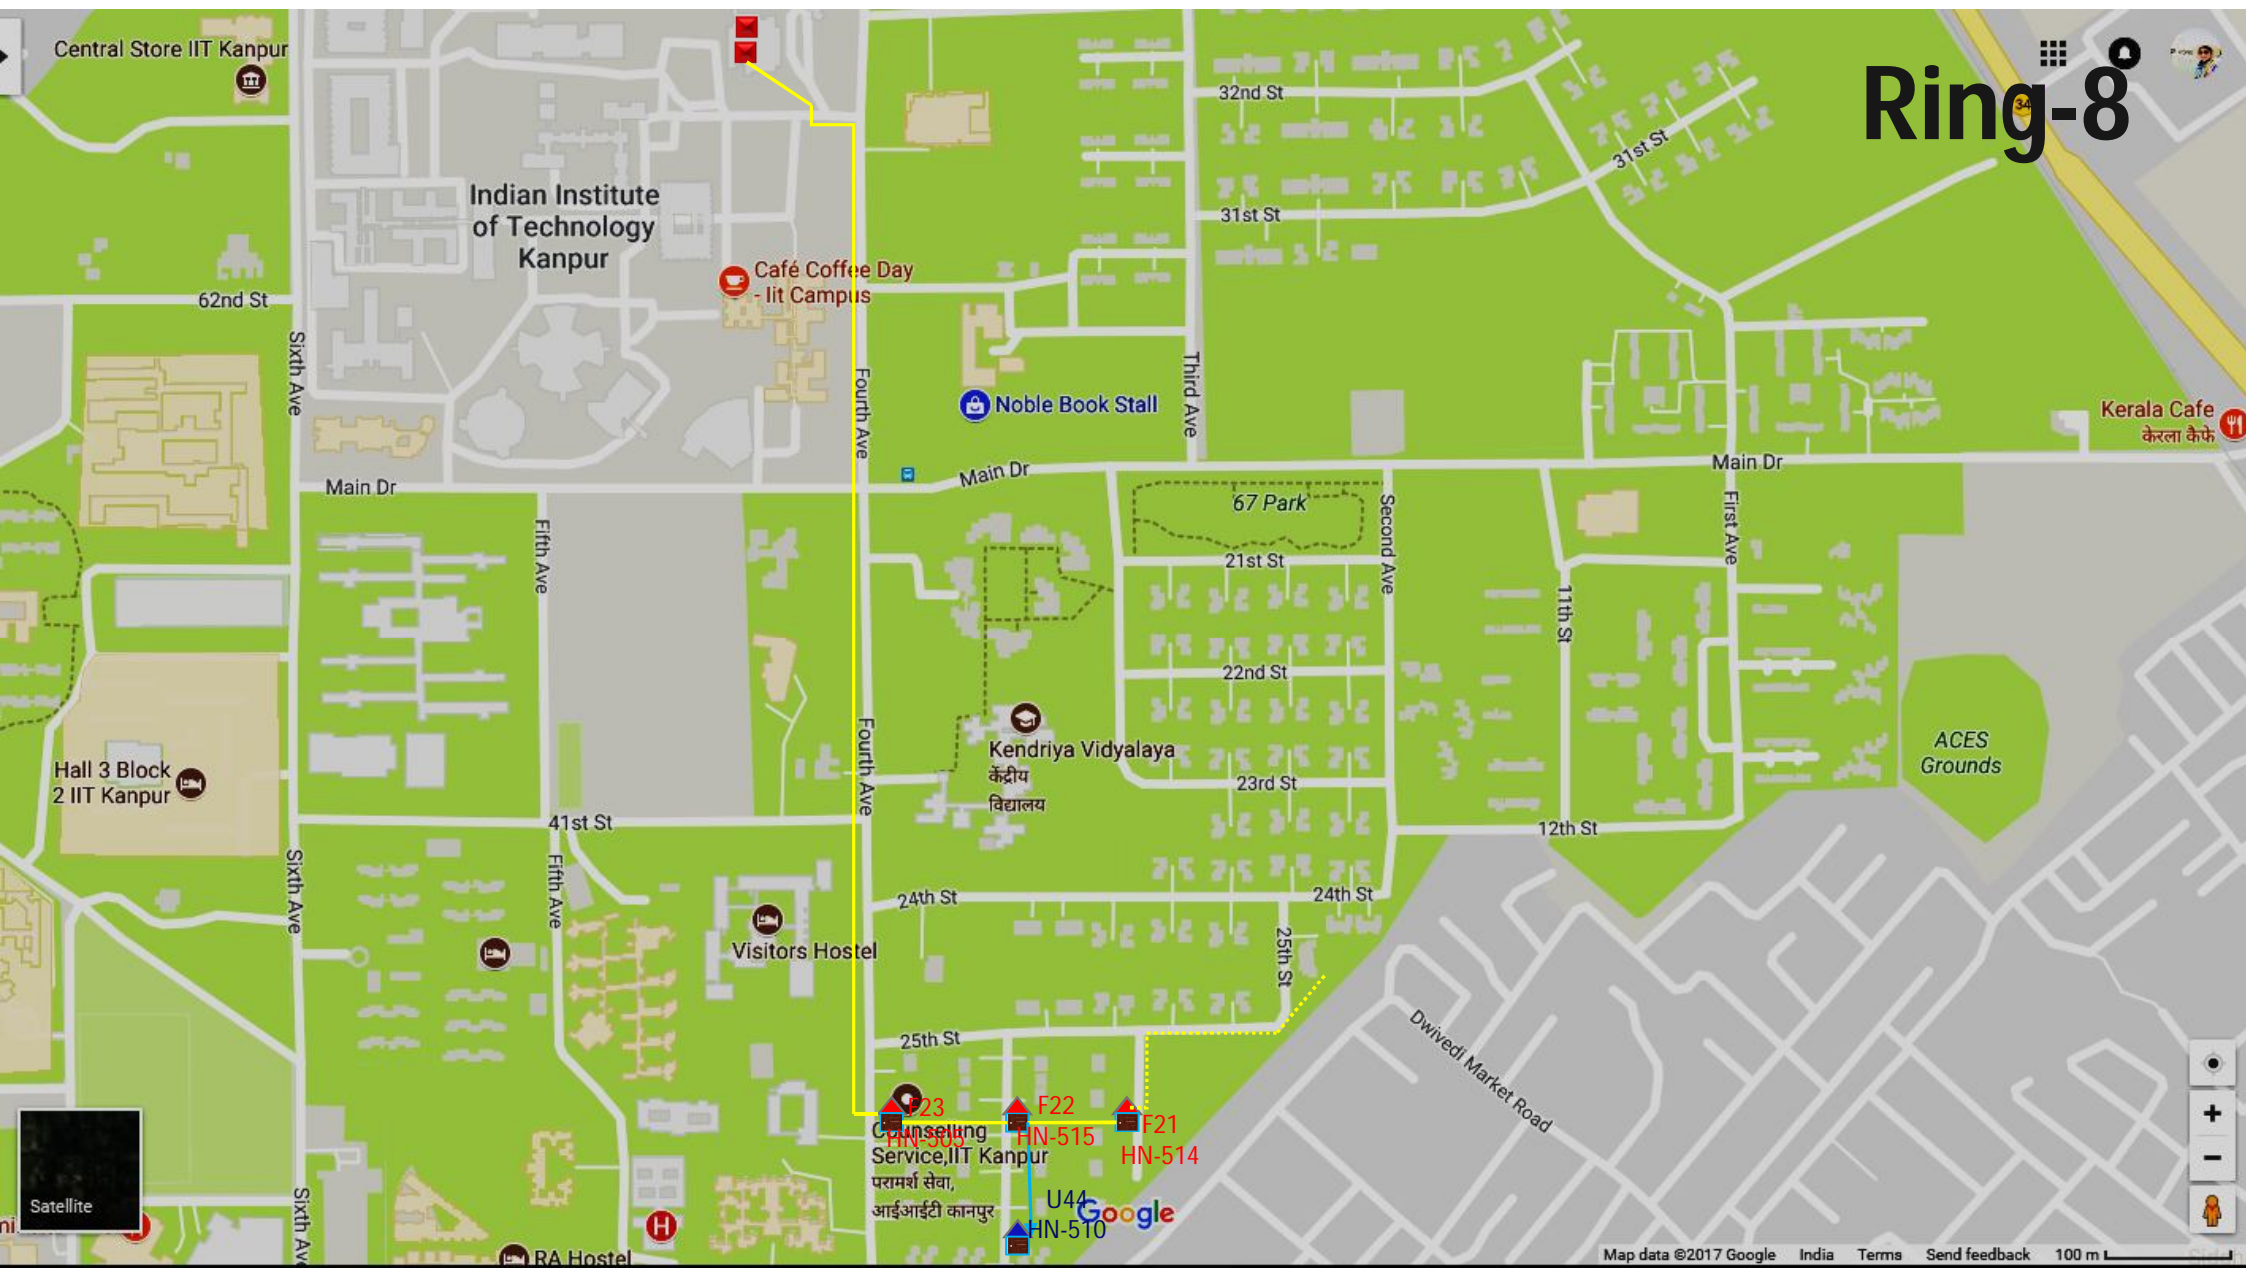 Central Store IIT Kanpur
Ring-8
34
32nd St
31st St
31st St
Indian Institute
of Technology
Kanpur
Café Coffee Day
- Iit Campus
62nd St
Sixth Ave
Fourth Ave
Third Ave
Noble Book Stall
Kerala Cafe
केरला कैफे
Main Dr
Main Dr
Main Dr
67 Park
Fifth Ave
Second Ave
First Ave
21st St
11th St
22nd St
Kendriya Vidyalaya
केंद्रीय
विद्यालय
Fourth Ave
23rd St
ACES
Grounds
Hall 3 Block
2 IIT Kanpur
41st St
12th St
Sixth Ave
Fifth Ave
24th St
24th St
Visitors Hostel
25th St
25th St
Dwivedi Market Road
F23
HN-505
F22
HN-515
F21
HN-514
Counselling
Service,IIT Kanpur
परामर्श सेवा,
आईआईटी कानपुर
U44
HN-510
Google
Satellite
Sixth Av
H
RA Hostel
Map data ©2017 Google India Terms Send feedback 100 m